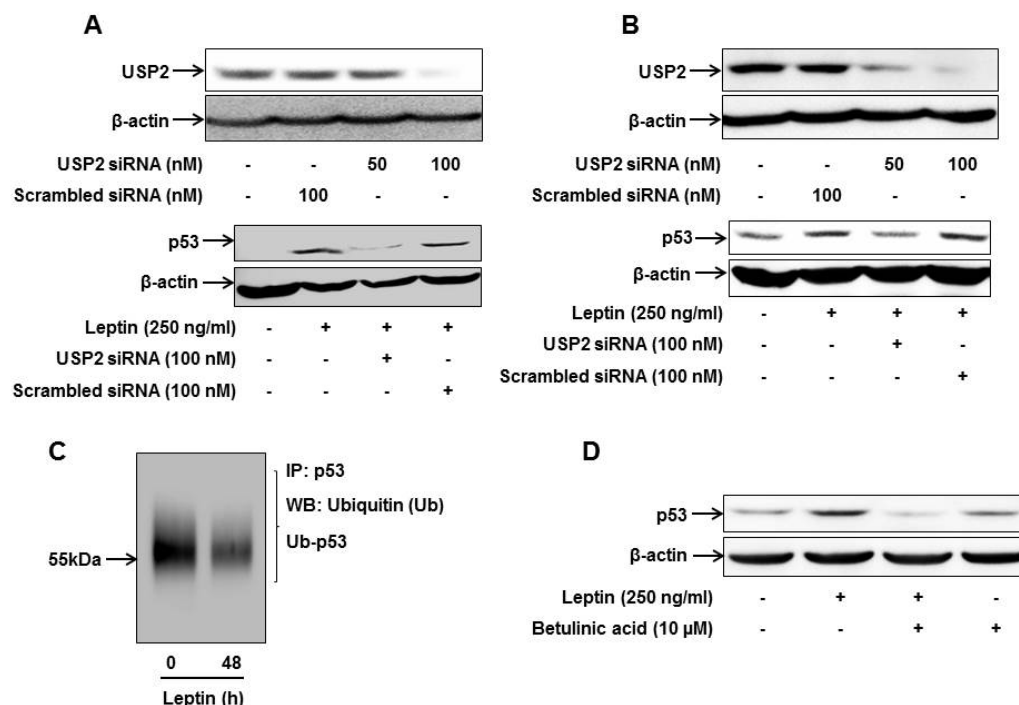 A
USP2
β-actin
USP2 siRNA (nM) - - 50 100
Scrambled siRNA (nM) - 100 - -
p53
β-actin
Leptin (250 ng/ml) - + + +
USP2 siRNA (100 nM) - - + -
Scrambled siRNA (100 nM) - - - +
B
USP2
β-actin
USP2 siRNA (nM) - - 50 100
Scrambled siRNA (nM) - 100 - -
p53
β-actin
Leptin (250 ng/ml) - + + +
USP2 siRNA (100 nM) - - + -
Scrambled siRNA (100 nM) - - - +
C
IP: p53
WB: Ubiquitin (Ub)
Ub-p53
55kDa
0 48
Leptin (h)
D
p53
β-actin
Leptin (250 ng/ml) - + + -
Betulinic acid (10 µM) - - + +